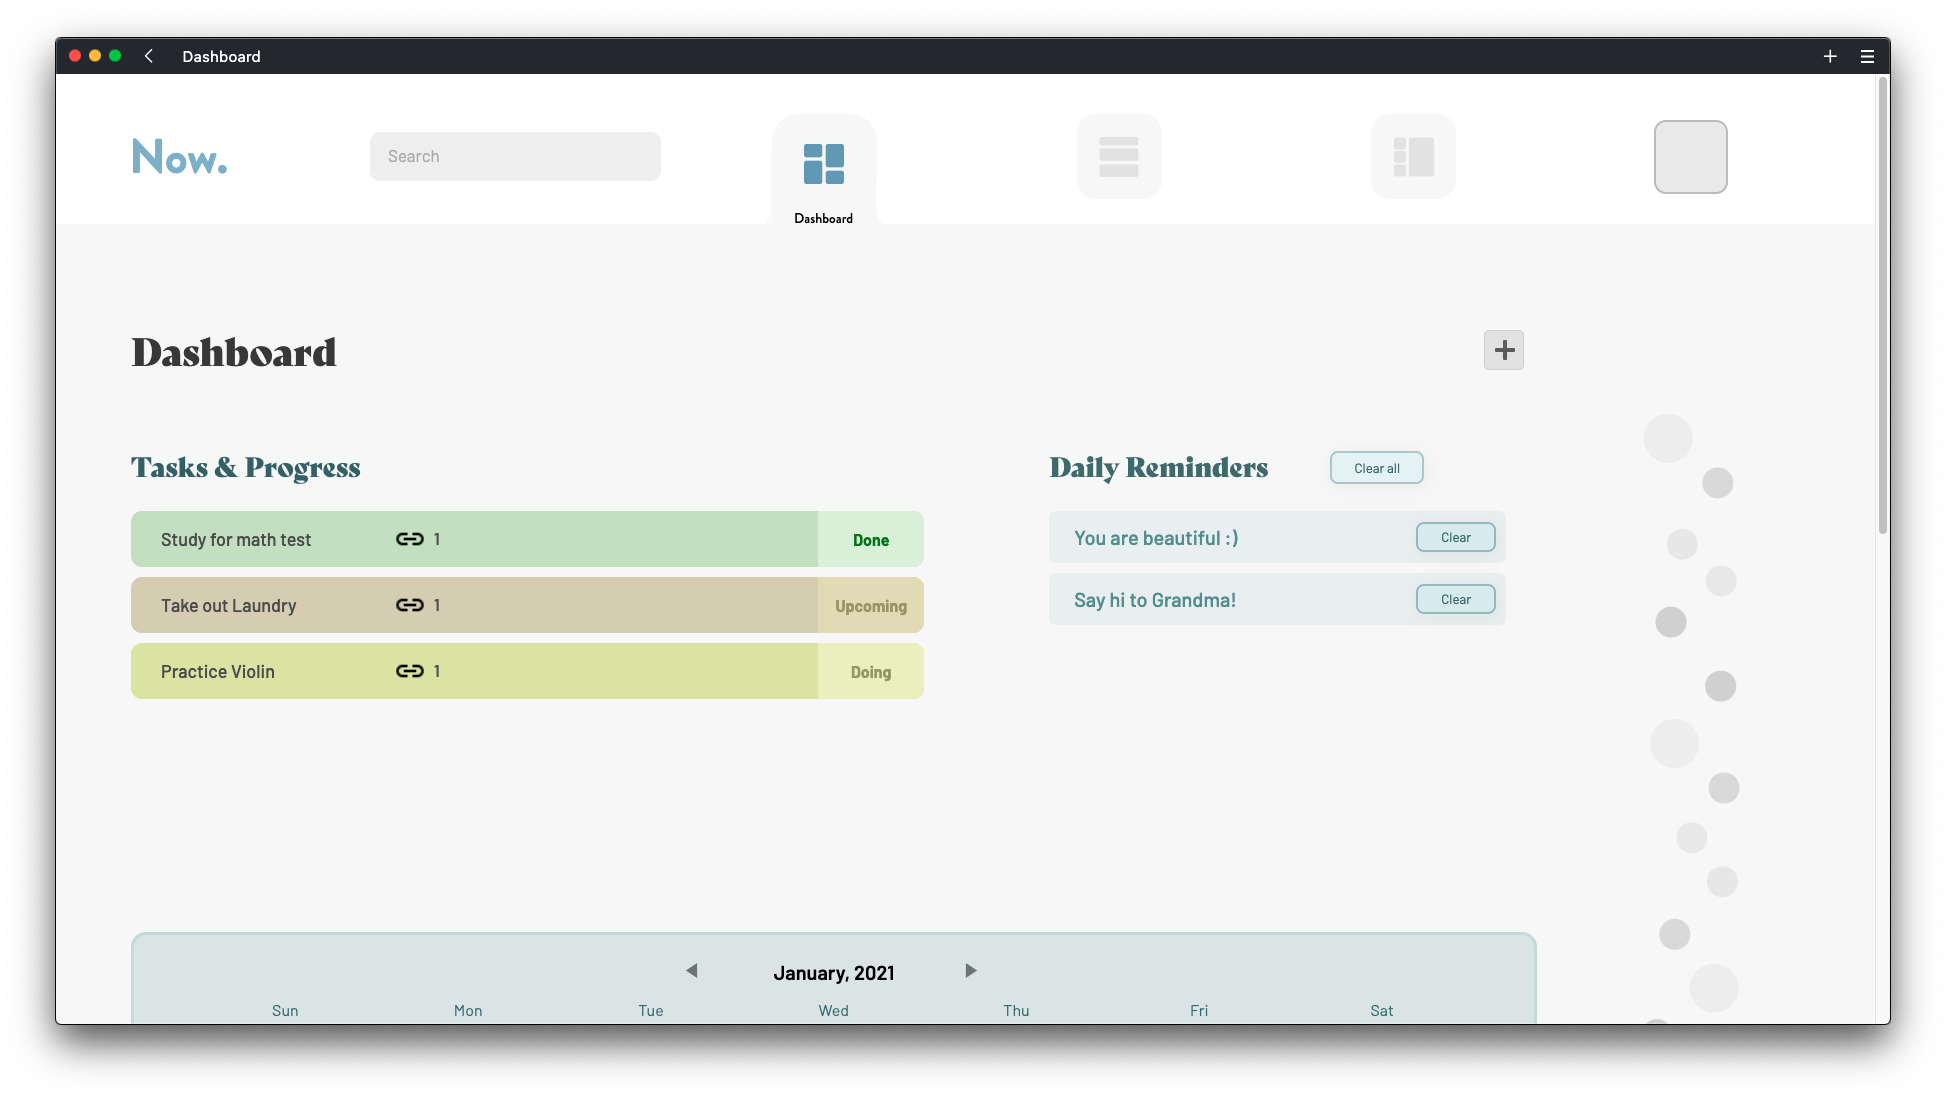 Dashboard
Now.
Search
Dashboard
Dashboard
Tasks & Progress
Study for math test 1 Done
Take out Laundry 1 Upcoming
Practice Violin 1 Doing
Daily Reminders Clear all
You are beautiful :) Clear
Say hi to Grandma! Clear
January, 2021
Sun Mon Tue Wed Thu Fri Sat